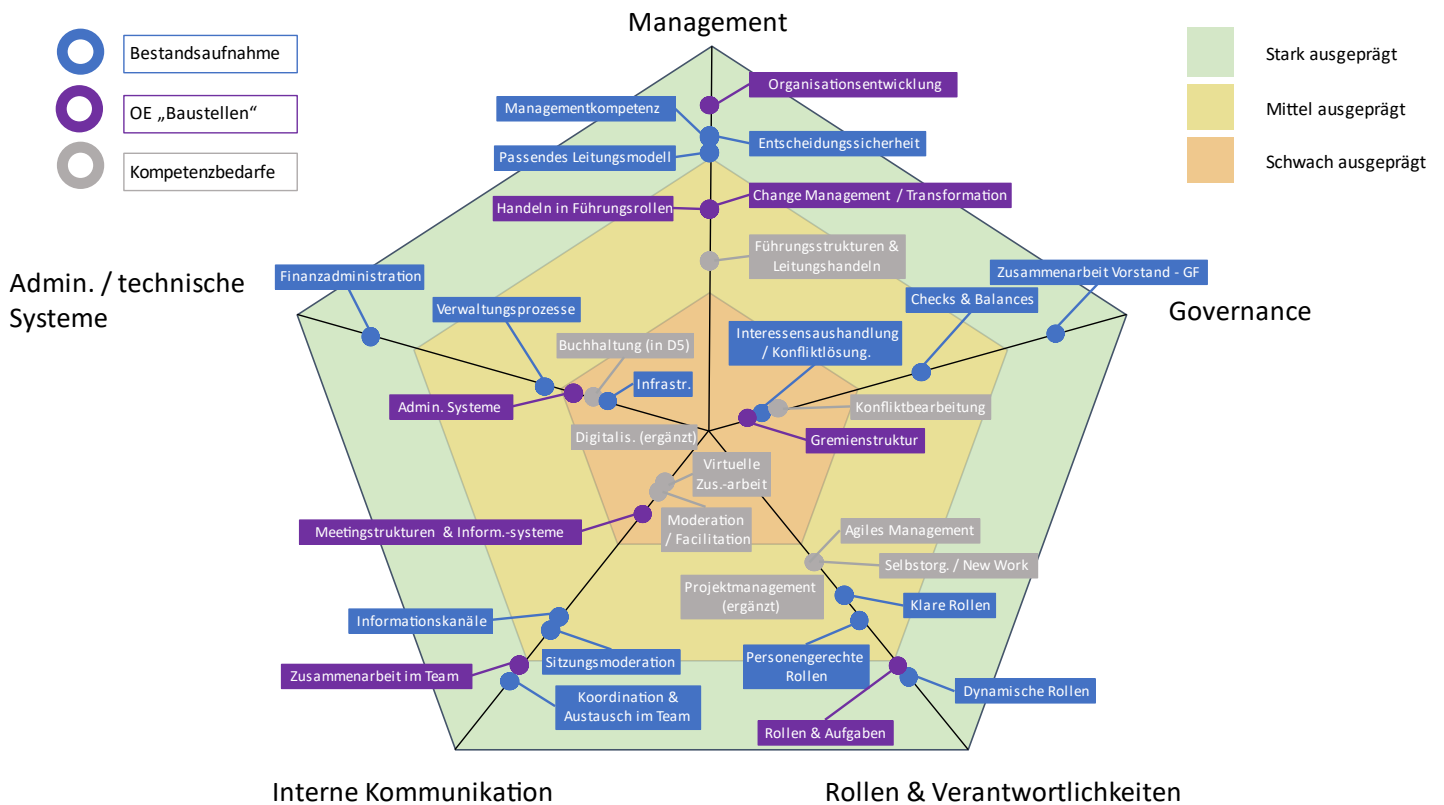 Management
Bestandsaufnahme
OE „Baustellen“
Kompetenzbedarfe
Stark ausgeprägt
Mittel ausgeprägt
Schwach ausgeprägt
Organisationsentwicklung
Managementkompetenz
Entscheidungssicherheit
Passendes Leitungsmodell
Change Management / Transformation
Handeln in Führungsrollen
Führungsstrukturen &
Leitungshandeln
Admin. / technische
Systeme
Finanzadministration
Verwaltungsprozesse
Buchhaltung (in D5)
Infrastr.
Admin. Systeme
Digitalis. (ergänzt)
Governance
Zusammenarbeit Vorstand - GF
Checks & Balances
Interessensaushandlung
/ Konfliktlösung.
Konfliktbearbeitung
Gremienstruktur
Virtuelle
Zus.-arbeit
Moderation
/ Facilitation
Meetingstrukturen & Inform.-systeme
Informationskanäle
Sitzungsmoderation
Zusammenarbeit im Team
Koordination &
Austausch im Team
Agiles Management
Selbstorg. / New Work
Projektmanagement
(ergänzt)
Klare Rollen
Personengerechte
Rollen
Dynamische Rollen
Rollen & Aufgaben
Interne Kommunikation
Rollen & Verantwortlichkeiten